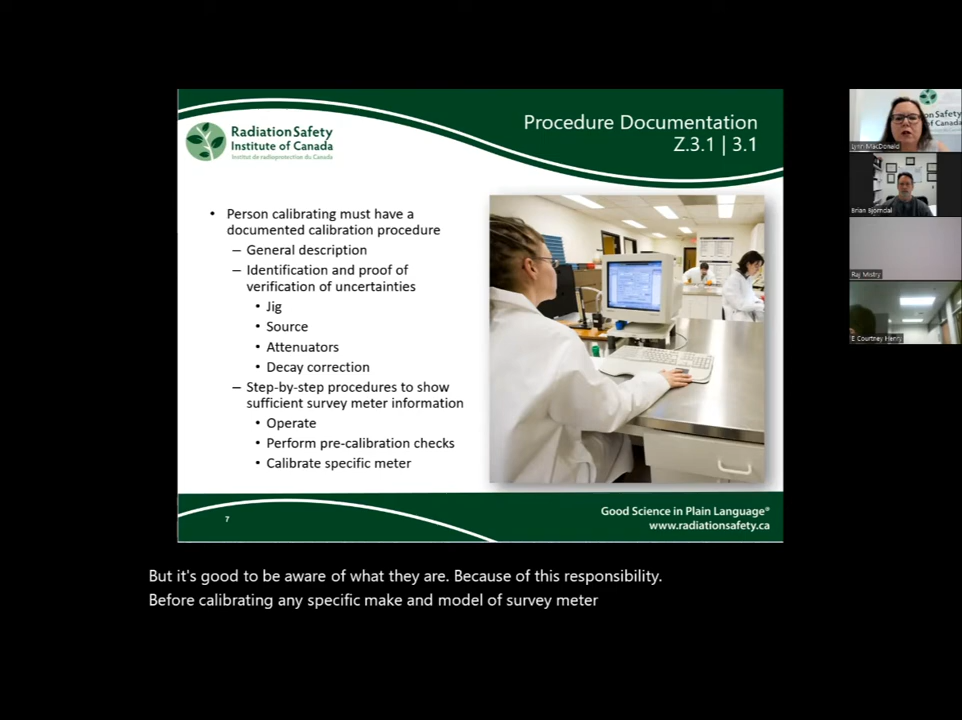 Radiation Safety
Institute of Canada
Institut de radioprotection du Canada
Procedure Documentation
Z.3.1 | 3.1
• Person calibrating must have a
documented calibration procedure
– General description
– Identification and proof of
verification of uncertainties
• Jig
• Source
• Attenuators
• Decay correction
– Step-by-step procedures to show
sufficient survey meter information
• Operate
• Perform pre-calibration checks
• Calibrate specific meter
7
Good Science in Plain Language®
www.radiationsafety.ca
Lynn MacDonald
Brian Bjorndal
Raj Mistry
E Courtney Henry
But it's good to be aware of what they are. Because of this responsibility.
Before calibrating any specific make and model of survey meter